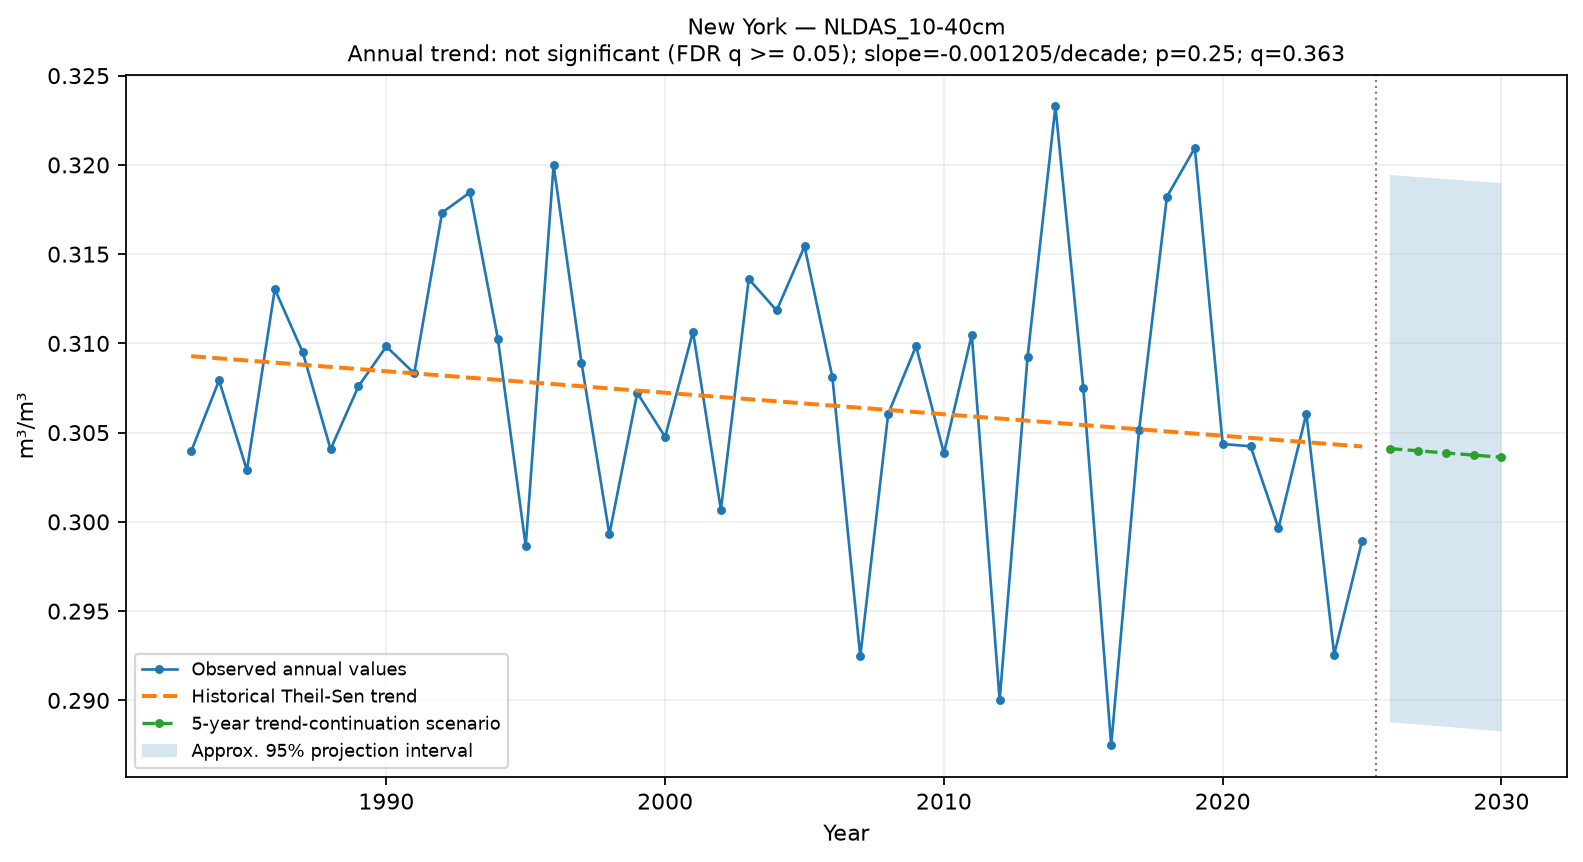 New York — NLDAS_10-40cm
Annual trend: not significant (FDR q >= 0.05); slope=-0.001205/decade; p=0.25; q=0.363
0.325
0.320
0.315
0.310
0.305
0.300
0.295
0.290
m³/m³
Observed annual values
Historical Theil-Sen trend
5-year trend-continuation scenario
Approx. 95% projection interval
1990
2000
2010
2020
2030
Year